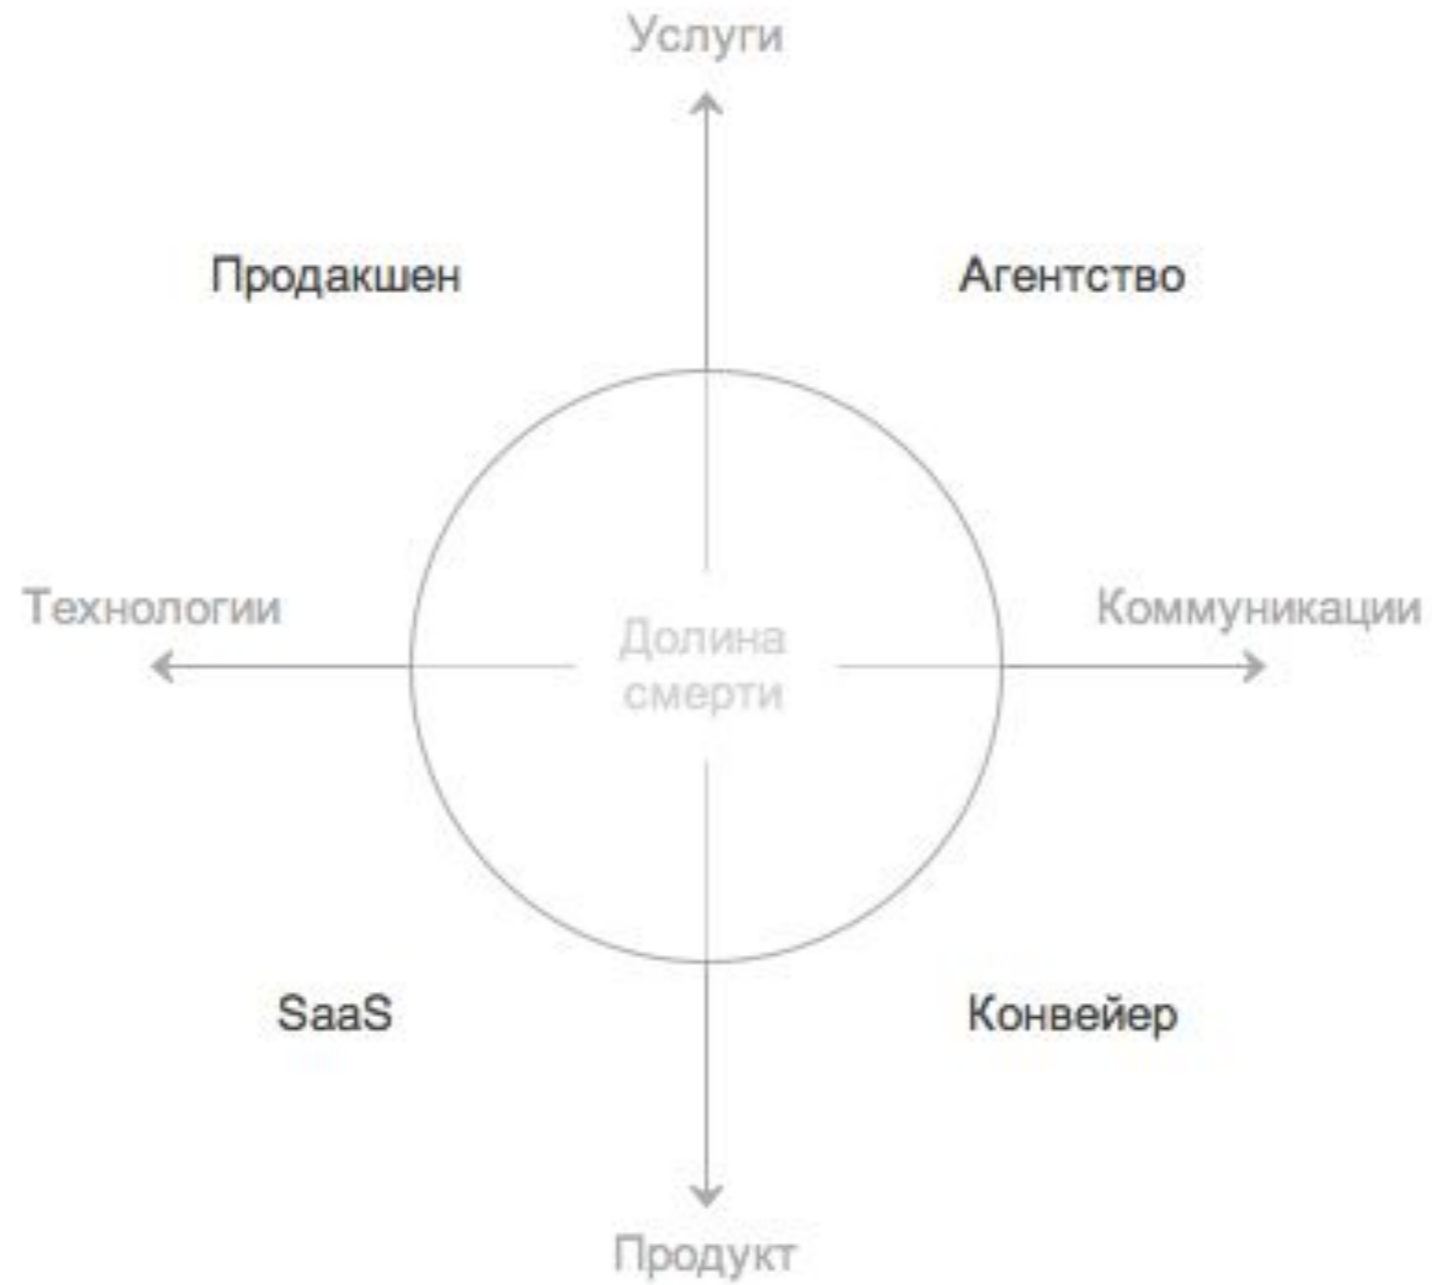 Услуги
Продакшен
Агентство
Технологии
Коммуникации
Долина
смерти
SaaS
Конвейер
Продукт